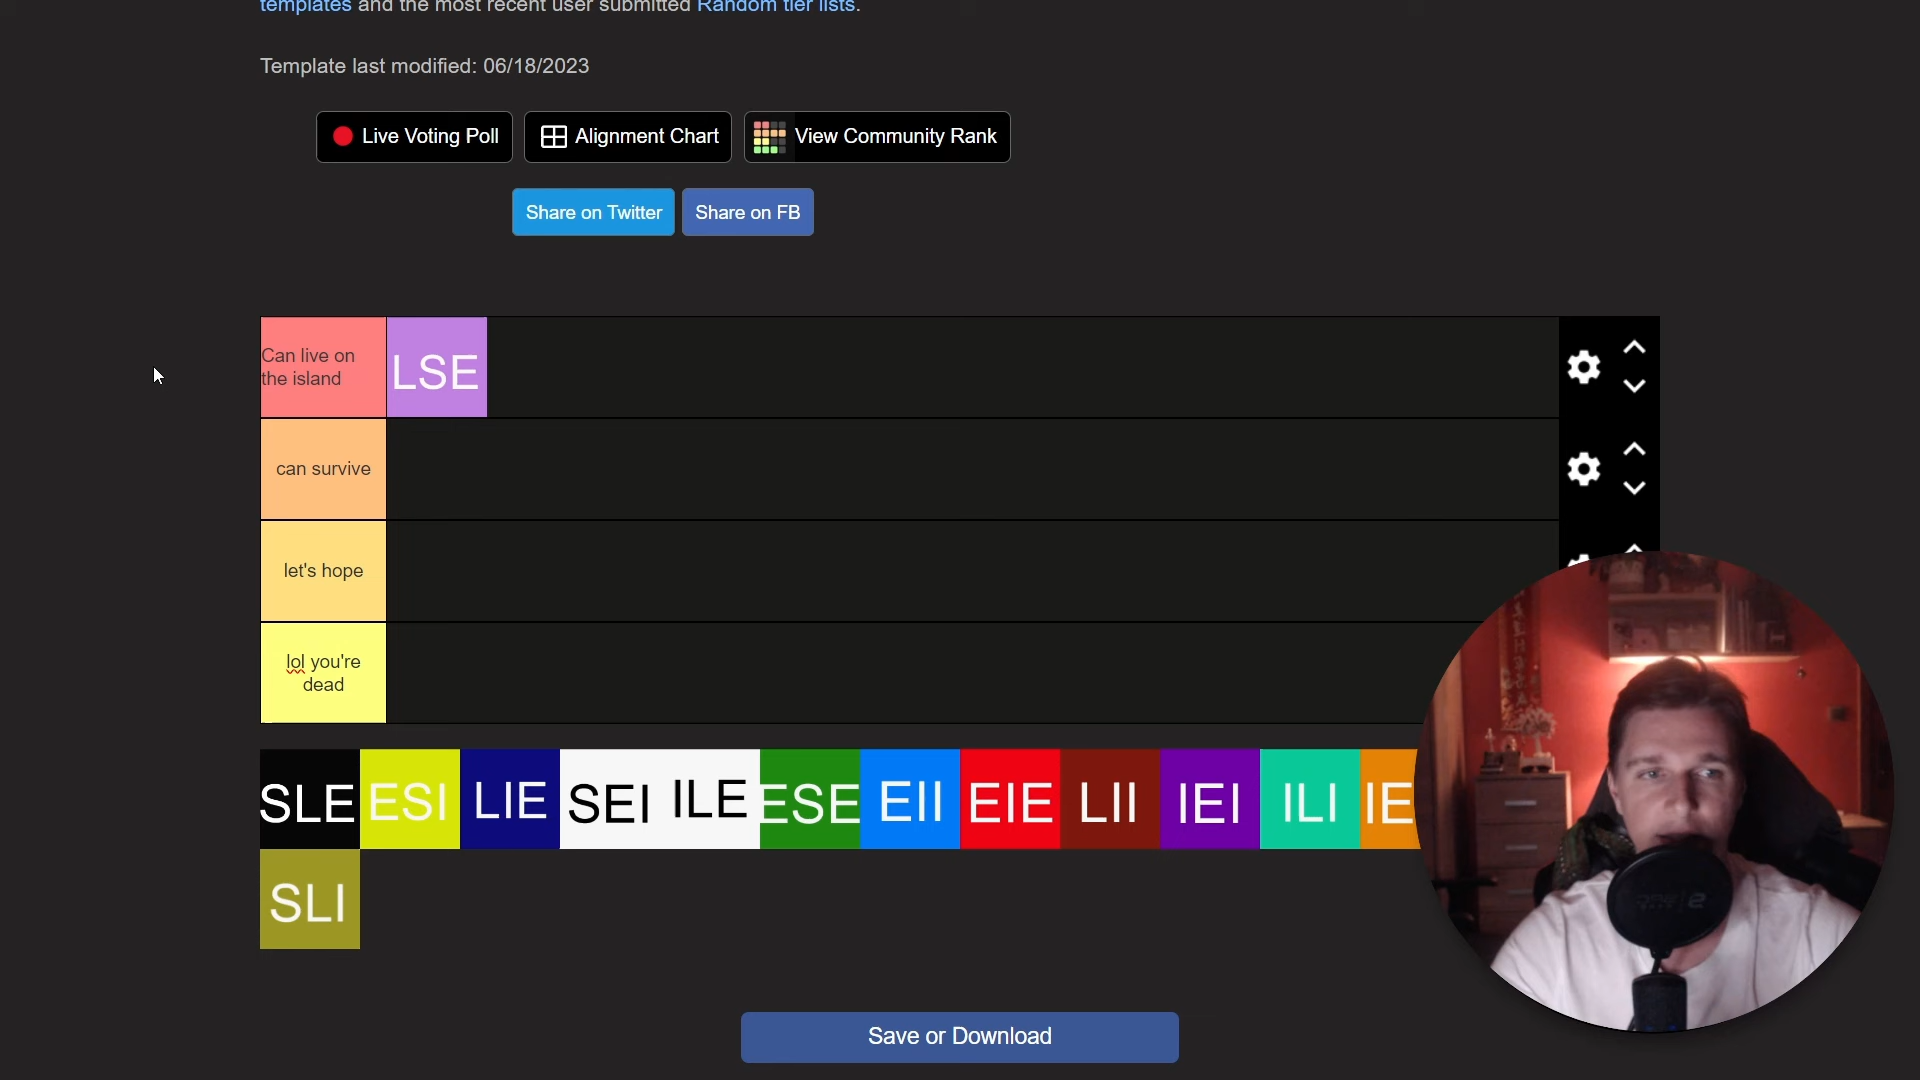 templates and the most recent user submitted Random tier lists.
Template last modified: 06/18/2023
Live Voting Poll
Alignment Chart
View Community Rank
Share on Twitter
Share on FB
Can live on
the island
LSE
can survive
let's hope
lol you're
dead
SLE
ESI
LIE
SEI
ILE
ESE
EII
EIE
LII
IEI
ILI
IE
SLI
Save or Download